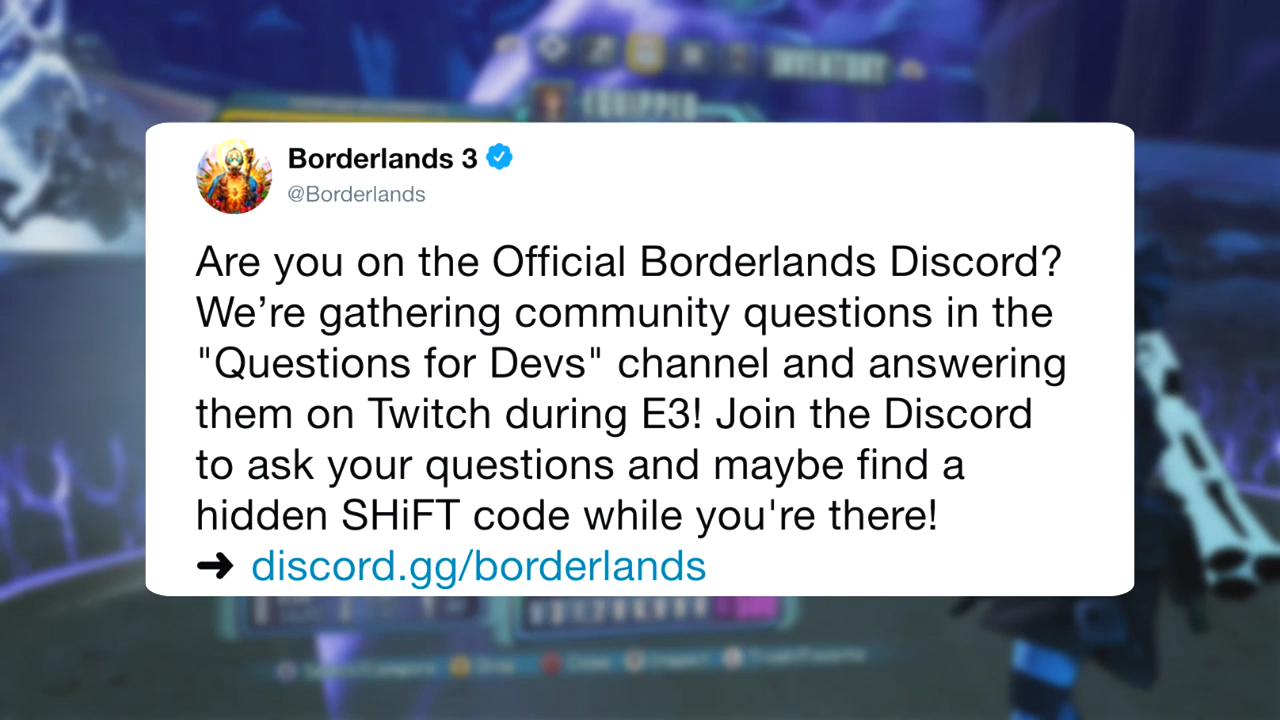 INVENTORY
EQUIPPED
Borderlands 3
@Borderlands
Are you on the Official Borderlands Discord?
We’re gathering community questions in the
"Questions for Devs" channel and answering
them on Twitch during E3! Join the Discord
to ask your questions and maybe find a
hidden SHiFT code while you're there!
➜ discord.gg/borderlands